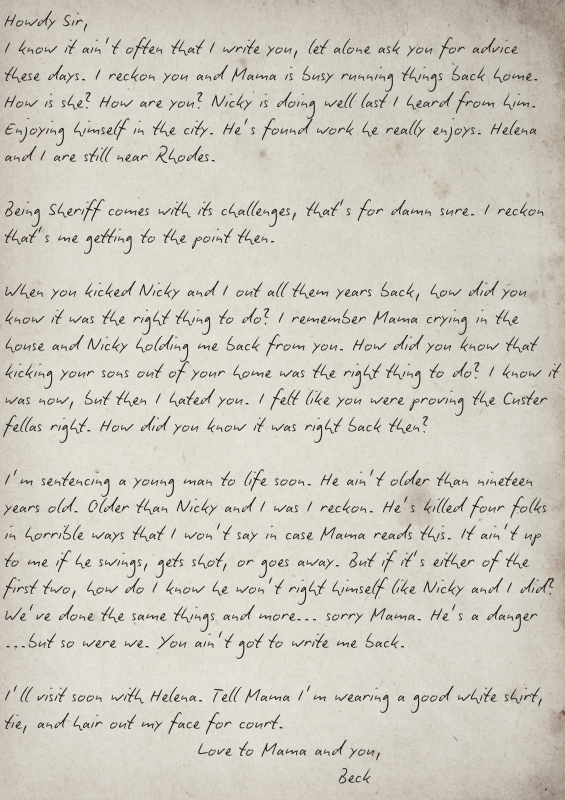 Howdy Sir,
I know it ain't often that I write you, let alone ask you for advice
these days. I reckon you and Mama is busy running things back home.
How is she? How are you? Nicky is doing well last I heard from him.
Enjoying himself in the city. He's found work he really enjoys. Helena
and I are still near Rhodes.

Being Sheriff comes with its challenges, that's for damn sure. I reckon
that's me getting to the point then.

When you kicked Nicky and I out all them years back, how did you
know it was the right thing to do? I remember Mama crying in the
house and Nicky holding me back from you. How did you know that
kicking your sons out of your home was the right thing to do? I know it
was now, but then I hated you. I felt like you were proving the Custer
fellas right. How did you know it was right back then?

I'm sentencing a young man to life soon. He ain't older than nineteen
years old. Older than Nicky and I was I reckon. He's killed four folks
in horrible ways that I won't say in case Mama reads this. It ain't up
to me if he swings, gets shot, or goes away. But if it's either of the
first two, how do I know he won't right himself like Nicky and I did?
We've done the same things and more... sorry Mama. He's a danger
...but so were we. You ain't got to write me back.

I'll visit soon with Helena. Tell Mama I'm wearing a good white shirt,
tie, and hair out my face for court.
Love to Mama and you,
Beck